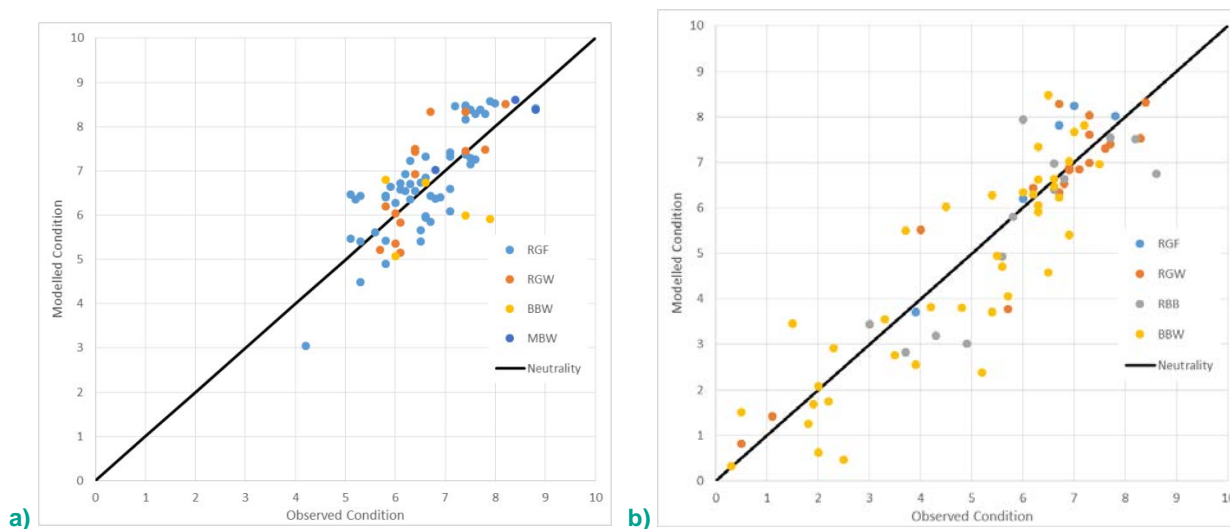 10
9
8
7
6
5
4
3
2
1
0
Modelled Condition
RGF
RGW
BBW
MBW
Neutrality
0 1 2 3 4 5 6 7 8 9 10
Observed Condition
a)
10
9
8
7
6
5
4
3
2
1
0
Modelled Condition
RGF
RGW
RBB
BBW
Neutrality
0 1 2 3 4 5 6 7 8 9 10
Observed Condition
b)